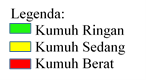 Legenda:
Kumuh Ringan
Kumuh Sedang
Kumuh Berat